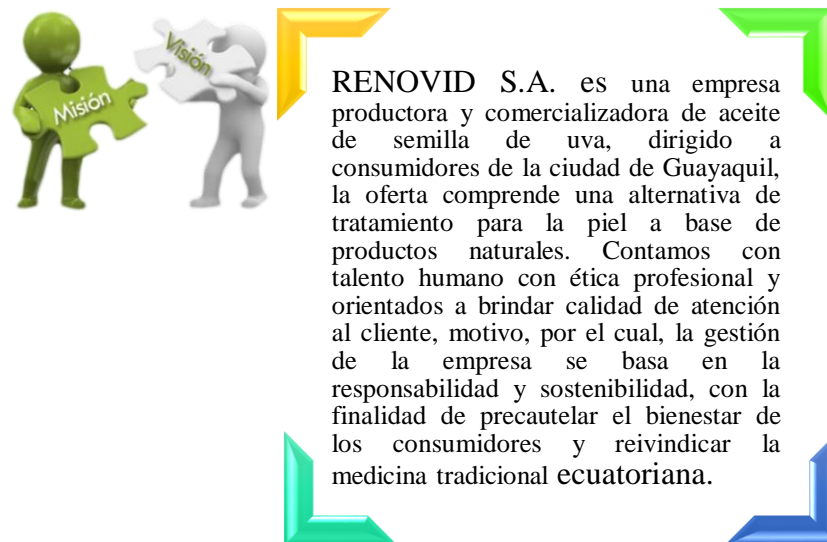 Misión
Visión
RENOVID S.A. es una empresa
productora y comercializadora de aceite
de semilla de uva, dirigido a
consumidores de la ciudad de Guayaquil,
la oferta comprende una alternativa de
tratamiento para la piel a base de
productos naturales. Contamos con
talento humano con ética profesional y
orientados a brindar calidad de atención
al cliente, motivo, por el cual, la gestión
de la empresa se basa en la
responsabilidad y sostenibilidad, con la
finalidad de precautelar el bienestar de
los consumidores y reivindicar la
medicina tradicional ecuatoriana.